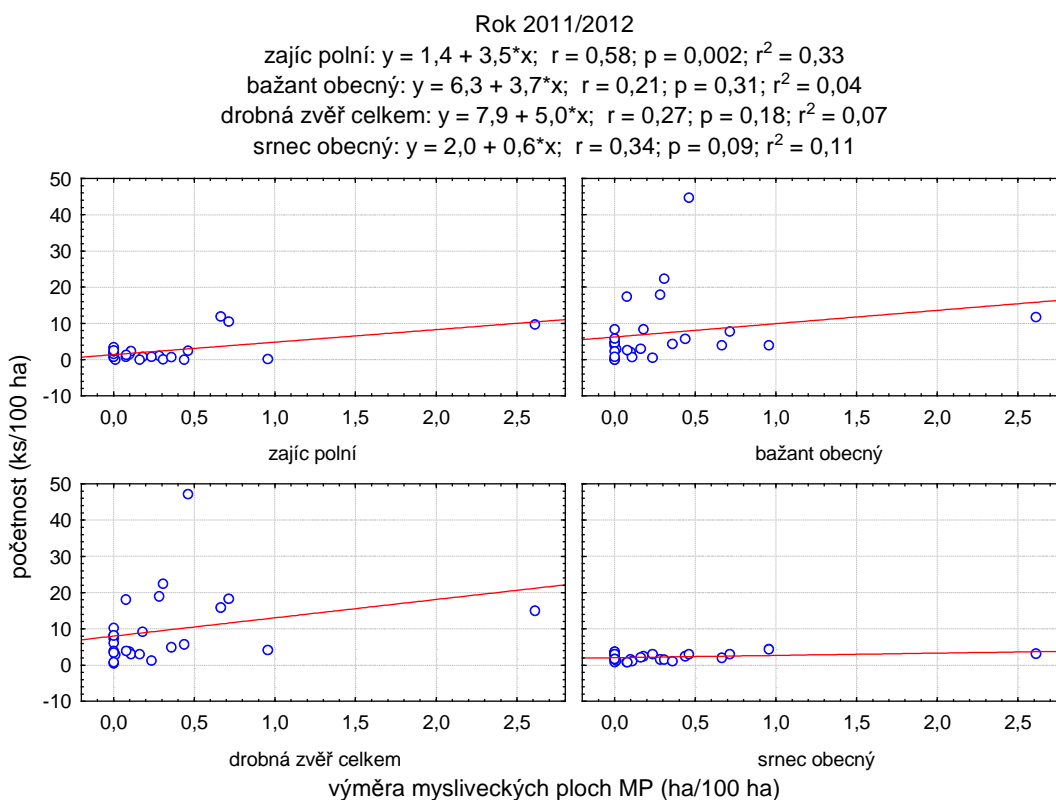 Rok 2011/2012
zajíc polní: y = 1,4 + 3,5*x; r = 0,58; p = 0,002; r² = 0,33
bažant obecný: y = 6,3 + 3,7*x; r = 0,21; p = 0,31; r² = 0,04
drobná zvěř celkem: y = 7,9 + 5,0*x; r = 0,27; p = 0,18; r² = 0,07
srnec obecný: y = 2,0 + 0,6*x; r = 0,34; p = 0,09; r² = 0,11
početnost (ks/100 ha)
50
40
30
20
10
0
-10
0,0 0,5 1,0 1,5 2,0 2,5
zajíc polní
0,0 0,5 1,0 1,5 2,0 2,5
bažant obecný
50
40
30
20
10
0
-10
0,0 0,5 1,0 1,5 2,0 2,5
drobná zvěř celkem
0,0 0,5 1,0 1,5 2,0 2,5
srnec obecný
výměra mysliveckých ploch MP (ha/100 ha)